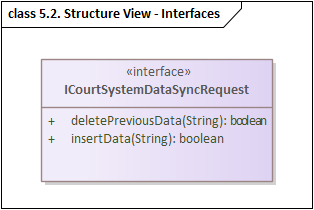 class 5.2. Structure View - Interfaces
«interface»
ICourtSystemDataSyncRequest
+ deletePreviousData(String): boolean
+ insertData(String): boolean